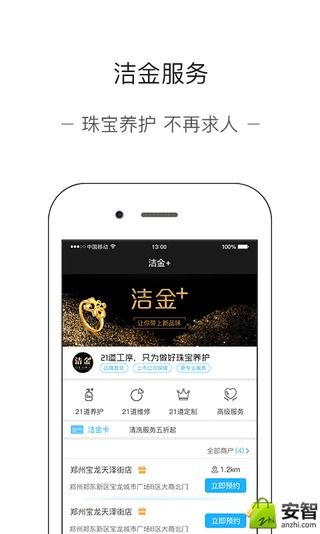 洁金服务
珠宝养护 不再求人
中国移动 13:00 100%
洁金+
洁金+
让你带上新品味
洁金
21道工序，只为做好珠宝养护
品牌直营 上市公司保障 更专业服务
21道养护 21道维修 21道定制 高级服务
洁金卡 清洗服务五折起
全部商户(4)>
郑州宝龙天泽街店 1.2km
郑州郑东新区宝龙城市广场B区大商北门 立即预约
郑州宝龙天泽街店
郑州郑东新区宝龙城市广场B区大商北门 立即预约
安智
zhi
anzhi.com